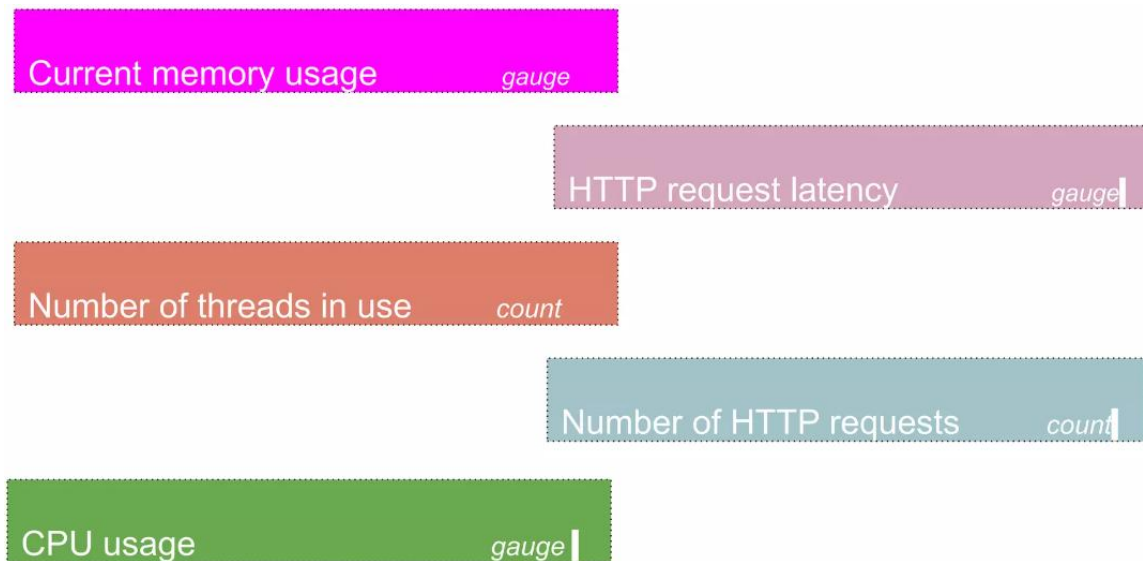 Current memory usage gauge
HTTP request latency gauge
Number of threads in use count
Number of HTTP requests count
CPU usage gauge